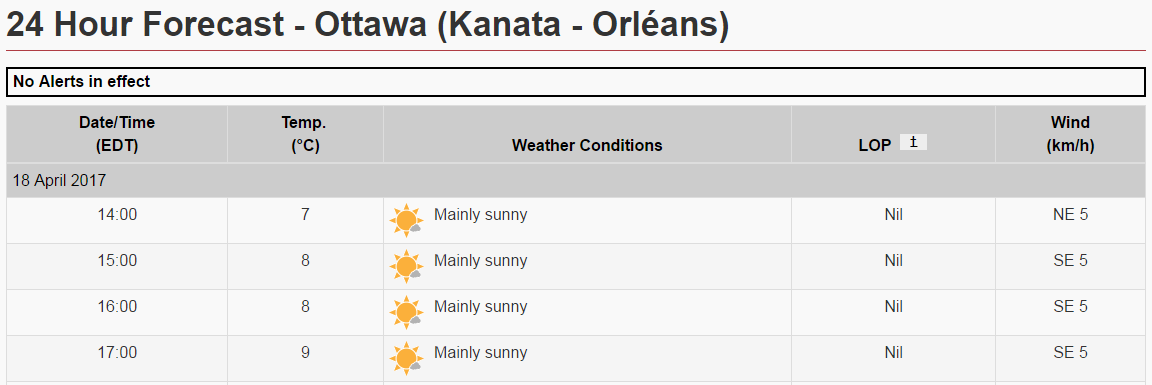 24 Hour Forecast - Ottawa (Kanata - Orléans)
No Alerts in effect
Date/Time (EDT) Temp. (°C) Weather Conditions LOP † Wind (km/h)
18 April 2017
14:00 7 Mainly sunny Nil NE 5
15:00 8 Mainly sunny Nil SE 5
16:00 8 Mainly sunny Nil SE 5
17:00 9 Mainly sunny Nil SE 5